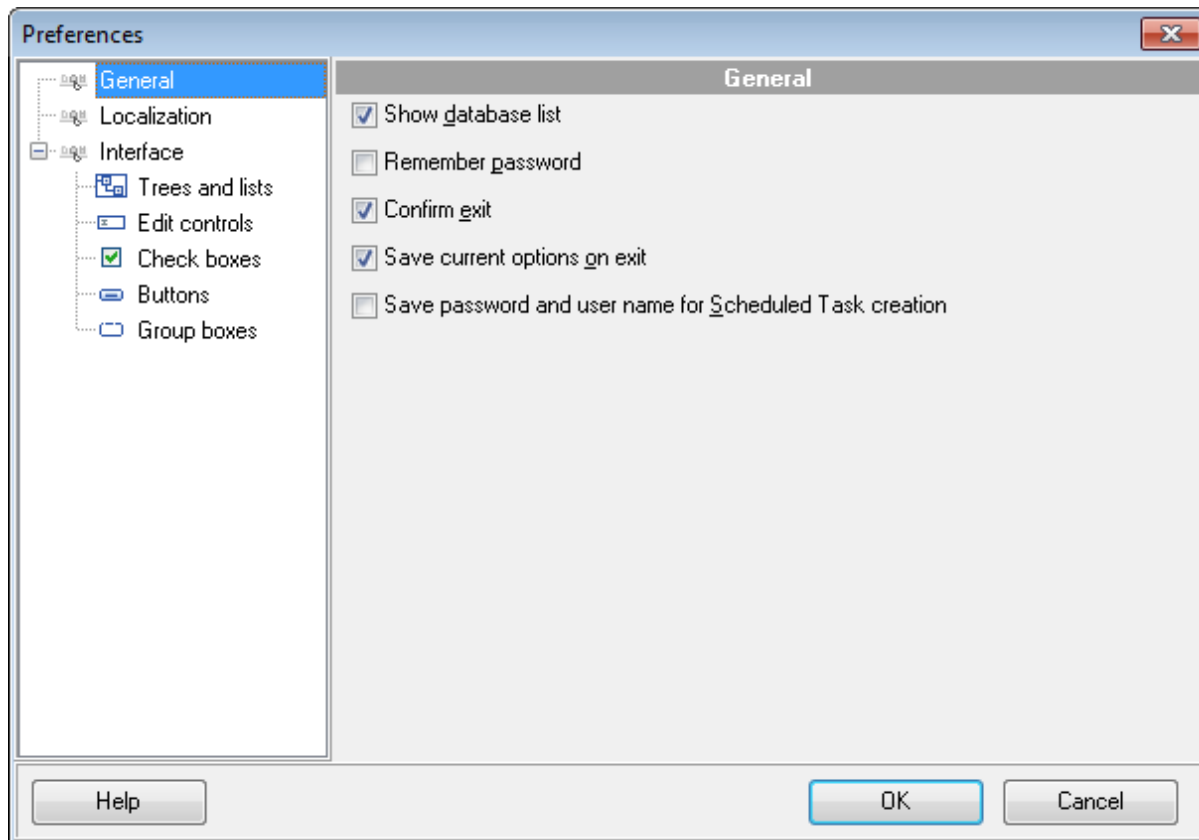 Preferences
General
Localization
Interface
Trees and lists
Edit controls
Check boxes
Buttons
Group boxes
General
Show database list
Remember password
Confirm exit
Save current options on exit
Save password and user name for Scheduled Task creation
Help
OK
Cancel